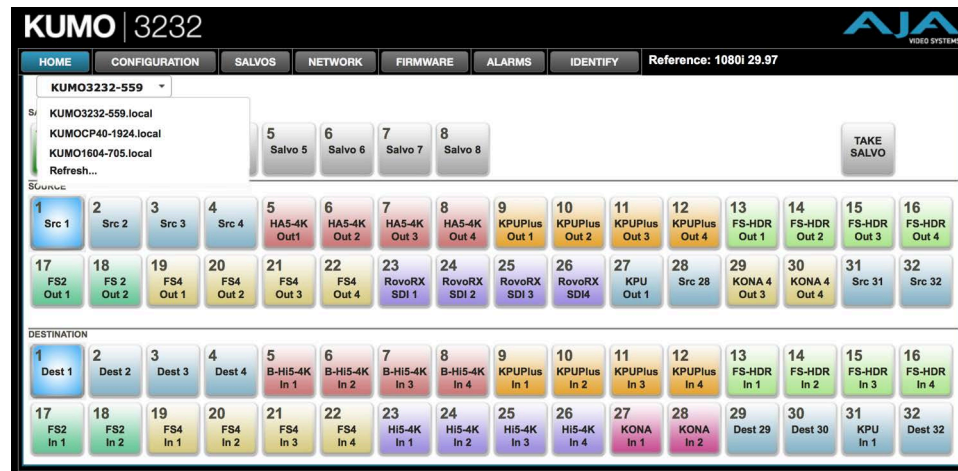 KUMO 3232
AJA
VIDEO SYSTEMS
HOME CONFIGURATION SALVOS NETWORK FIRMWARE ALARMS IDENTIFY Reference: 1080i 29.97
KUMO3232-559
KUMO3232-559.local
KUMOCP40-1924.local
KUMO1604-705.local
Refresh...
5 6 7 8
Salvo 5 Salvo 6 Salvo 7 Salvo 8
TAKE
SALVO
SOURCE
1 2 3 4 5 6 7 8 9 10 11 12 13 14 15 16
Src 1 Src 2 Src 3 Src 4 HA5-4K HA5-4K HA5-4K HA5-4K KPUPlus KPUPlus KPUPlus KPUPlus FS-HDR FS-HDR FS-HDR FS-HDR
Out1 Out 2 Out 3 Out 4 Out 1 Out 2 Out 3 Out 4 Out 1 Out 2 Out 3 Out 4
17 18 19 20 21 22 23 24 25 26 27 28 29 30 31 32
FS2 FS 2 FS4 FS4 FS4 FS4 RovoRX RovoRX RovoRX RovoRX KPU Src 28 KONA 4 KONA 4 Src 31 Src 32
Out 1 Out 2 Out 1 Out 2 Out 3 Out 4 SDI 1 SDI 2 SDI 3 SDI4 Out 1 Out 3 Out 4
DESTINATION
1 2 3 4 5 6 7 8 9 10 11 12 13 14 15 16
Dest 1 Dest 2 Dest 3 Dest 4 B-Hi5-4K B-Hi5-4K B-Hi5-4K B-Hi5-4K KPUPlus KPUPlus KPUPlus KPUPlus FS-HDR FS-HDR FS-HDR FS-HDR
In 1 In 2 In 3 In 4 In 1 In 2 In 3 In 4 In 1 In 2 In 3 In 4
17 18 19 20 21 22 23 24 25 26 27 28 29 30 31 32
FS2 FS2 FS4 FS4 FS4 FS4 Hi5-4K Hi5-4K Hi5-4K Hi5-4K KONA KONA Dest 29 Dest 30 KPU Dest 32
In 1 In 2 In 1 In 2 In 3 In 4 In 1 In 2 In 3 In 4 In 1 In 2 In 1